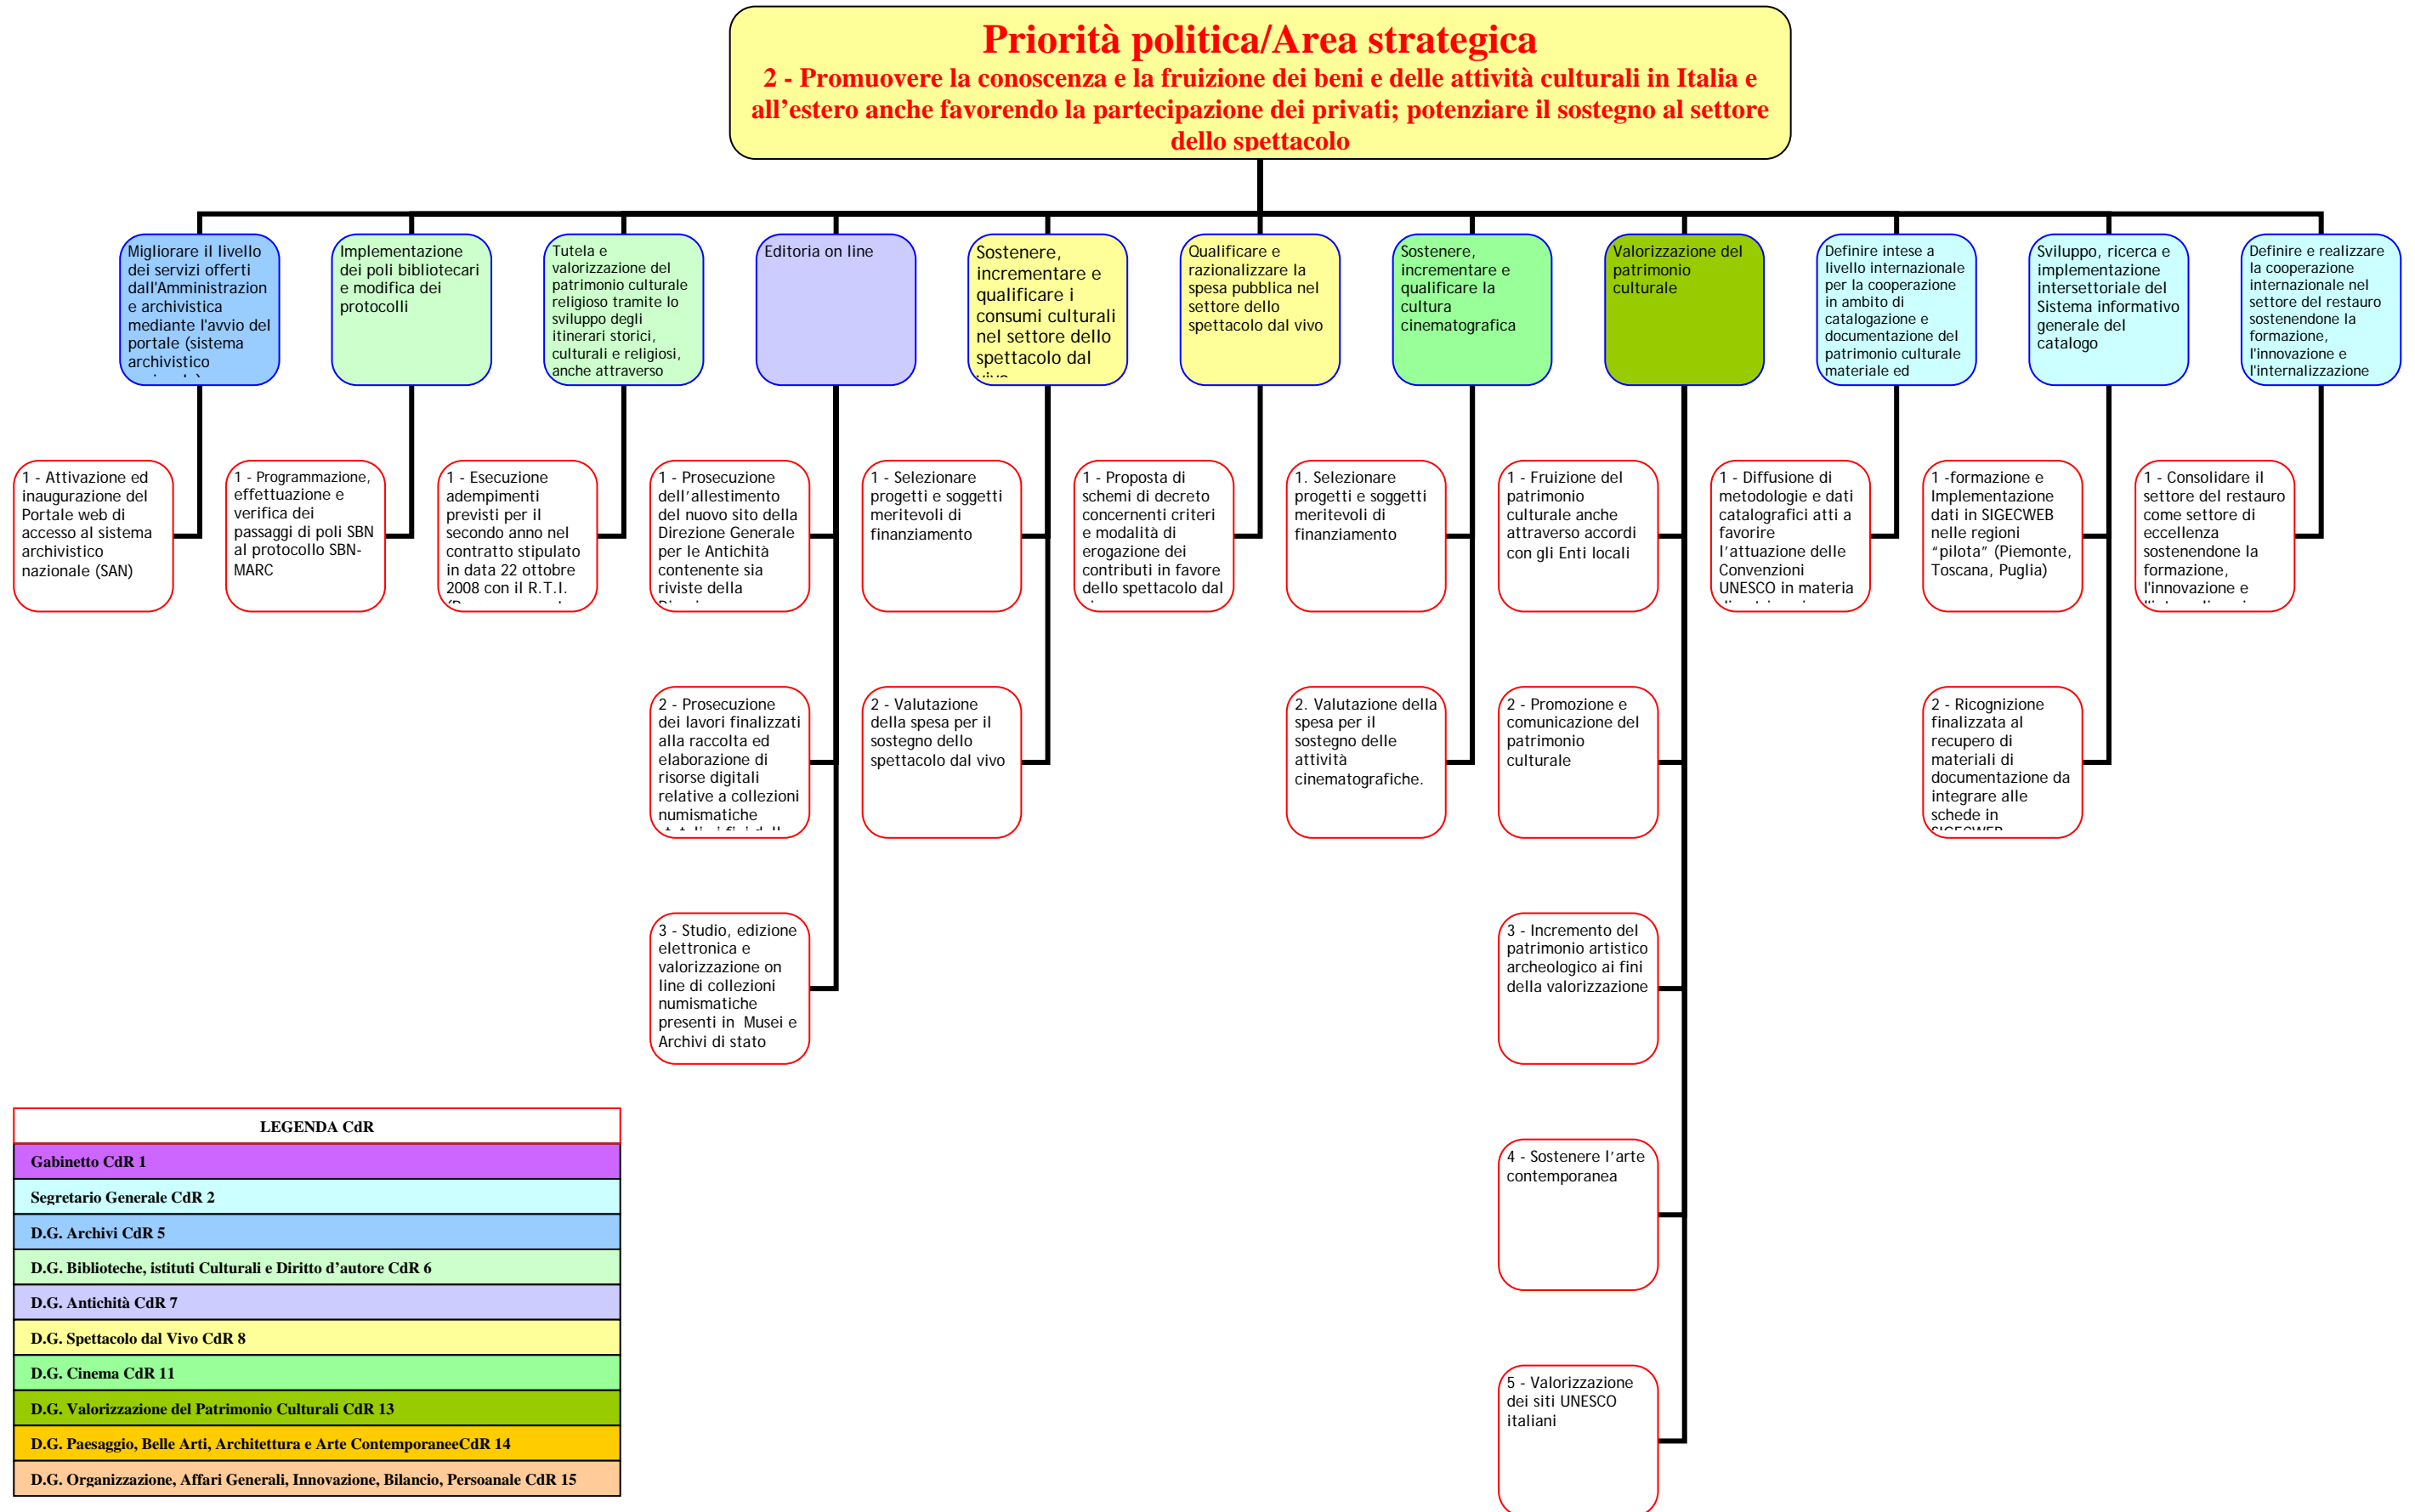 Priorità politica/Area strategica
2 - Promuovere la conoscenza e la fruizione dei beni e delle attività culturali in Italia e
all’estero anche favorendo la partecipazione dei privati; potenziare il sostegno al settore
dello spettacolo
Migliorare il livello
dei servizi offerti
dall'Amministrazion
e archivistica
mediante l'avvio del
portale (sistema
archivistico
Implementazione
dei poli bibliotecari
e modifica dei
protocolli
Tutela e
valorizzazione del
patrimonio culturale
religioso tramite lo
sviluppo degli
itinerari storici,
culturali e religiosi,
anche attraverso
Editoria on line
Sostenere,
incrementare e
qualificare i
consumi culturali
nel settore dello
spettacolo dal
Qualificare e
razionalizzare la
spesa pubblica nel
settore dello
spettacolo dal vivo
Sostenere,
incrementare e
qualificare la
cultura
cinematografica
Valorizzazione del
patrimonio
culturale
Definire intese a
livello internazionale
per la cooperazione
in ambito di
catalogazione e
documentazione del
patrimonio culturale
materiale ed
Sviluppo, ricerca e
implementazione
intersettoriale del
Sistema informativo
generale del
catalogo
Definire e realizzare
la cooperazione
internazionale nel
settore del restauro
sostenendone la
formazione,
l'innovazione e
l'internalizzazione
1 - Attivazione ed
inaugurazione del
Portale web di
accesso al sistema
archivistico
nazionale (SAN)
1 - Programmazione,
effettuazione e
verifica dei
passaggi di poli SBN
al protocollo SBN-
MARC
1 - Esecuzione
adempimenti
previsti per il
secondo anno nel
contratto stipulato
in data 22 ottobre
2008 con il R.T.I.
1 - Prosecuzione
dell’allestimento
del nuovo sito della
Direzione Generale
per le Antichità
contenente sia
riviste della
1 - Selezionare
progetti e soggetti
meritevoli di
finanziamento
1 - Proposta di
schemi di decreto
concernenti criteri
e modalità di
erogazione dei
contributi in favore
dello spettacolo dal
1. Selezionare
progetti e soggetti
meritevoli di
finanziamento
1 - Fruizione del
patrimonio
culturale anche
attraverso accordi
con gli Enti locali
1 - Diffusione di
metodologie e dati
catalografici atti a
favorire
l’attuazione delle
Convenzioni
UNESCO in materia
1 -formazione e
Implementazione
dati in SIGECWEB
nelle regioni
“pilota” (Piemonte,
Toscana, Puglia)
1 - Consolidare il
settore del restauro
come settore di
eccellenza
sostenendone la
formazione,
l'innovazione e
2 - Prosecuzione
dei lavori finalizzati
alla raccolta ed
elaborazione di
risorse digitali
relative a collezioni
numismatiche
2 - Valutazione
della spesa per il
sostegno dello
spettacolo dal vivo
2. Valutazione della
spesa per il
sostegno delle
attività
cinematografiche.
2 - Promozione e
comunicazione del
patrimonio
culturale
2 - Ricognizione
finalizzata al
recupero di
materiali di
documentazione da
integrare alle
schede in
SIGECWEB
3 - Studio, edizione
elettronica e
valorizzazione on
line di collezioni
numismatiche
presenti in  Musei e
Archivi di stato
3 - Incremento del
patrimonio artistico
archeologico ai fini
della valorizzazione
4 - Sostenere l’arte
contemporanea
5 - Valorizzazione
dei siti UNESCO
italiani
LEGENDA CdR
Gabinetto CdR 1
Segretario Generale CdR 2
D.G. Archivi CdR 5
D.G. Biblioteche, istituti Culturali e Diritto d’autore CdR 6
D.G. Antichità CdR 7
D.G. Spettacolo dal Vivo CdR 8
D.G. Cinema CdR 11
D.G. Valorizzazione del Patrimonio Culturali CdR 13
D.G. Paesaggio, Belle Arti, Architettura e Arte ContemporaneeCdR 14
D.G. Organizzazione, Affari Generali, Innovazione, Bilancio, Persoanale CdR 15